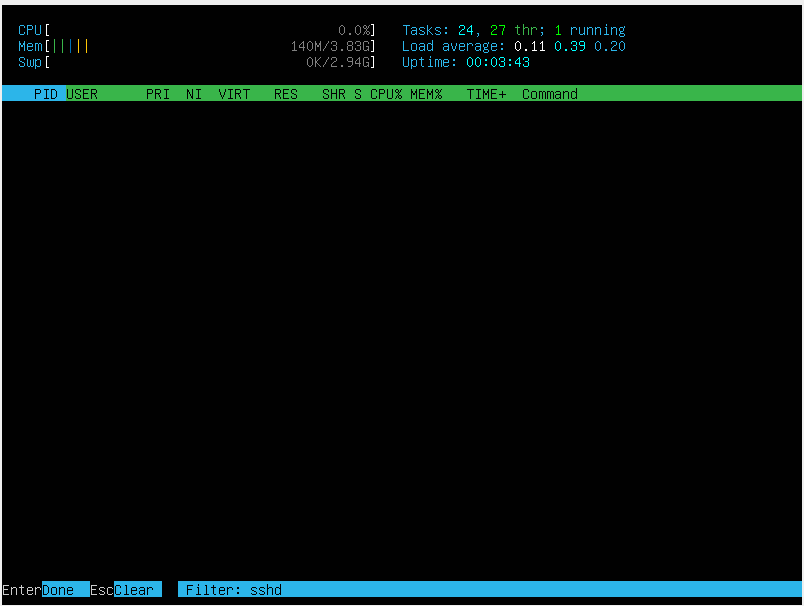 CPU[ 0.0%] Tasks: 24, 27 thr; 1 running
Mem[||||| 140M/3.83G] Load average: 0.11 0.39 0.20
Swp[ 0K/2.94G] Uptime: 00:03:43
PID USER PRI NI VIRT RES SHR S CPU% MEM% TIME+ Command
EnterDone EscClear Filter: sshd